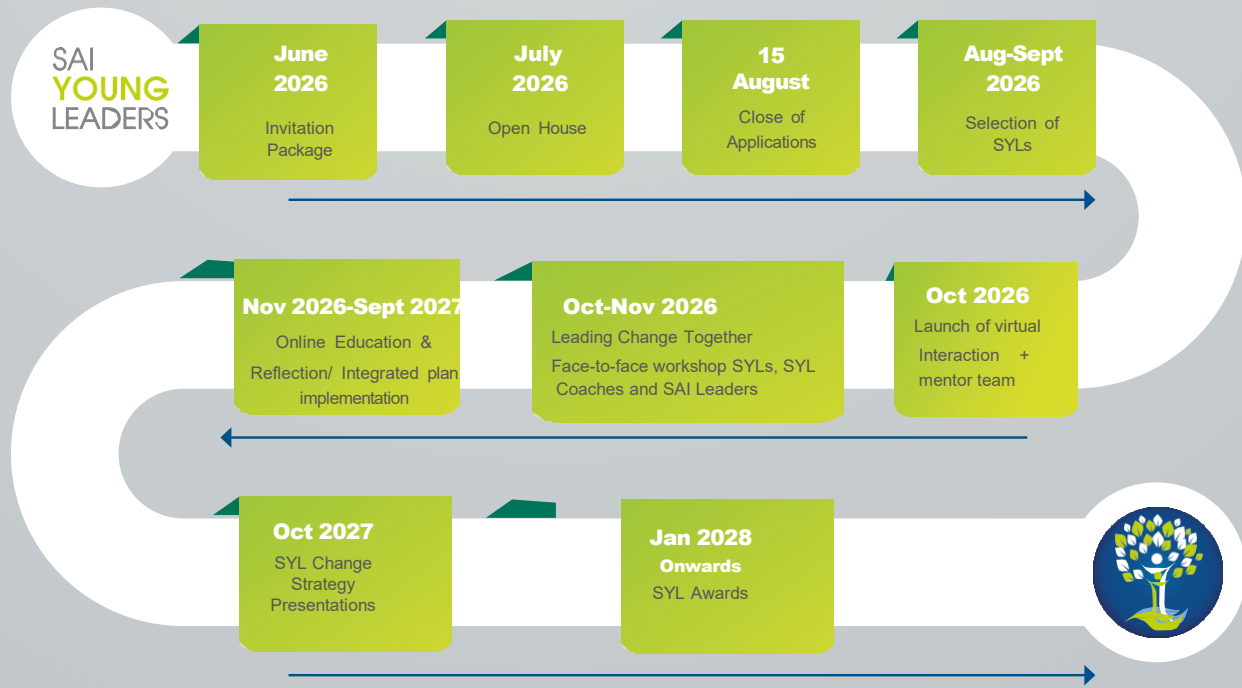 SAI
YOUNG
LEADERS
June
2026
Invitation
Package
July
2026
Open House
15
August
Close of
Applications
Aug-Sept
2026
Selection of
SYLs
Oct 2026
Launch of virtual
Interaction +
mentor team
Oct-Nov 2026
Leading Change Together
Face-to-face workshop SYLs, SYL
Coaches and SAI Leaders
Nov 2026-Sept 2027
Online Education &
Reflection/ Integrated plan
implementation
Oct 2027
SYL Change
Strategy
Presentations
Jan 2028
Onwards
SYL Awards